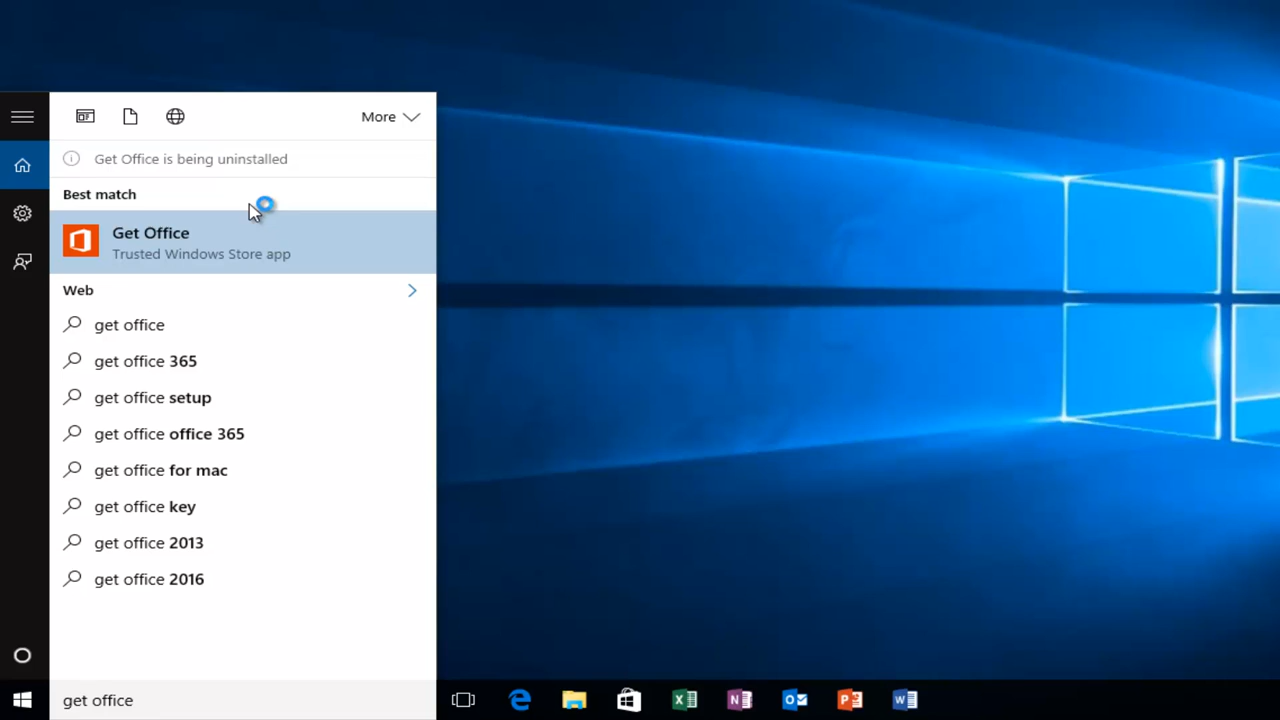 More
Get Office is being uninstalled
Best match
Get Office
Trusted Windows Store app
Web
get office
get office 365
get office setup
get office office 365
get office for mac
get office key
get office 2013
get office 2016
get office